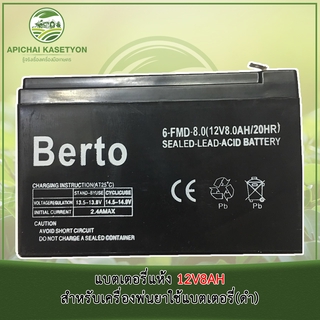 APICHAI KASETYON
Berto
6-FMD-8.0(12V8.0AH/20HR)
SEALED-LEAD-ACID BATTERY
CHARGING INSTRUCTION(AT25°C)
STAND-BYUSE CYCLICUSE
VOLTAGEREGULATION 13.5-13.8V 14.5-14.9V
INITIAL CURRENT 2.4AMAX
CAUTION:
AVOID SHORT CIRCUIT
DO NOT CHARGE IN SEALED CONTAINER
CE
Pb Pb
แบตเตอรี่แห้ง 12V8AH
สำหรับเครื่องพ่นยาใช้แบตเตอรี่(ดำ)